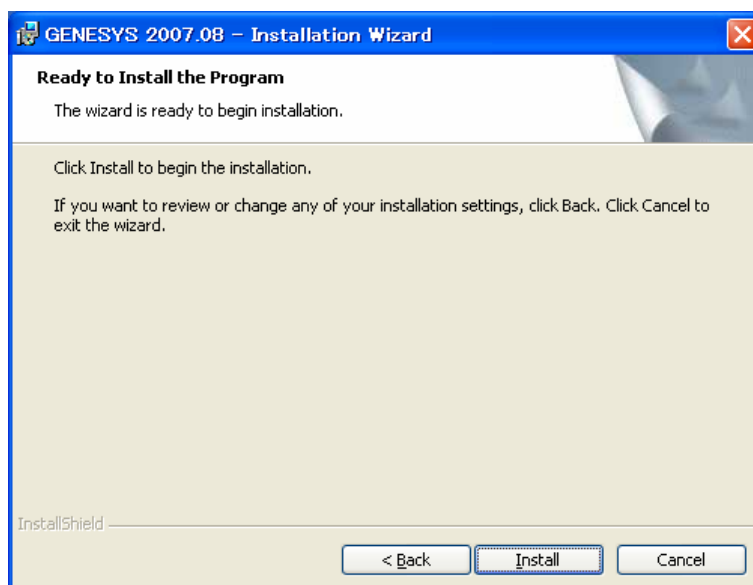 GENESYS 2007.08 - Installation Wizard
Ready to Install the Program
The wizard is ready to begin installation.
Click Install to begin the installation.
If you want to review or change any of your installation settings, click Back. Click Cancel to
exit the wizard.
InstallShield
< Back
Install
Cancel